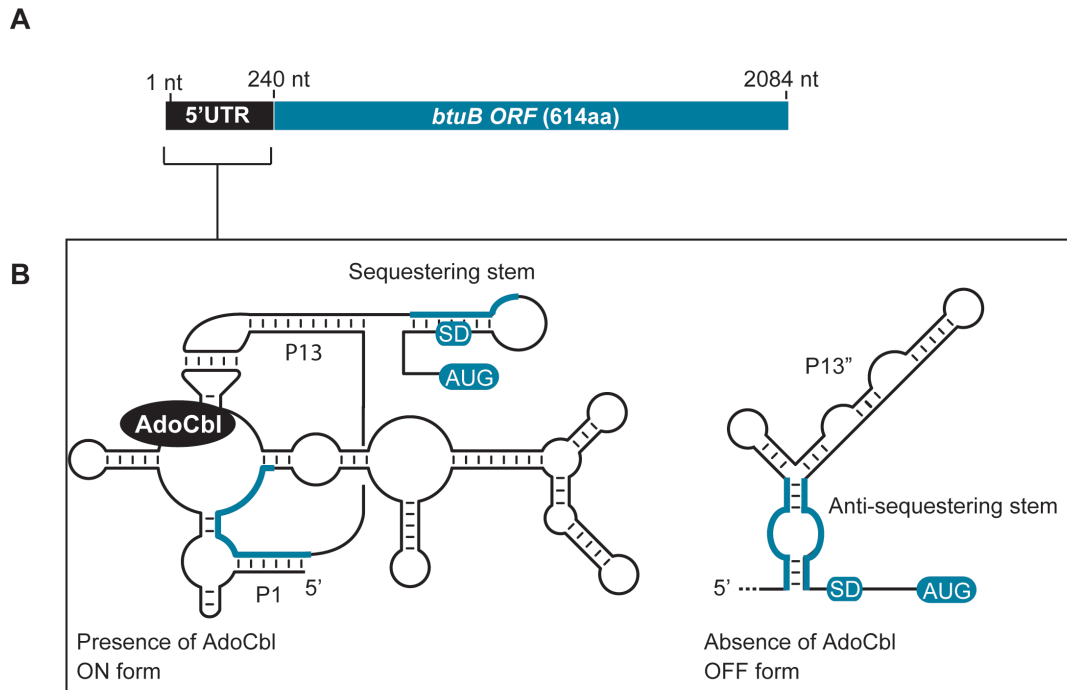 A
1 nt
240 nt
2084 nt
5'UTR
btuB ORF (614aa)
B
Sequestering stem
SD
P13
AUG
AdoCbl
P13”
Anti-sequestering stem
P1
5'
5'
SD
AUG
Presence of AdoCbl
ON form
Absence of AdoCbl
OFF form